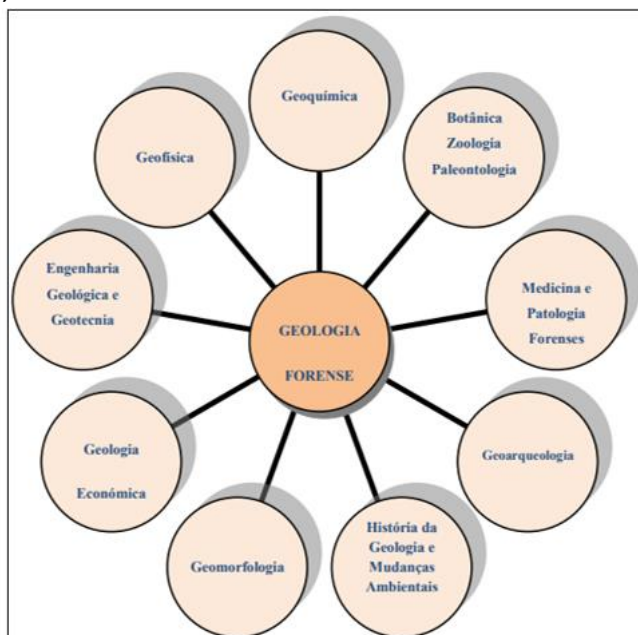 )
Geoquímica
Botânica
Zoologia
Paleontologia
Geofísica
Engenharia
Geológica e
Geotecnia
Medicina e
Patologia
Forenses
GEOLOGIA
FORENSE
Geologia
Económica
Geoarqueologia
Geomorfologia
História da
Geologia e
Mudanças
Ambientais